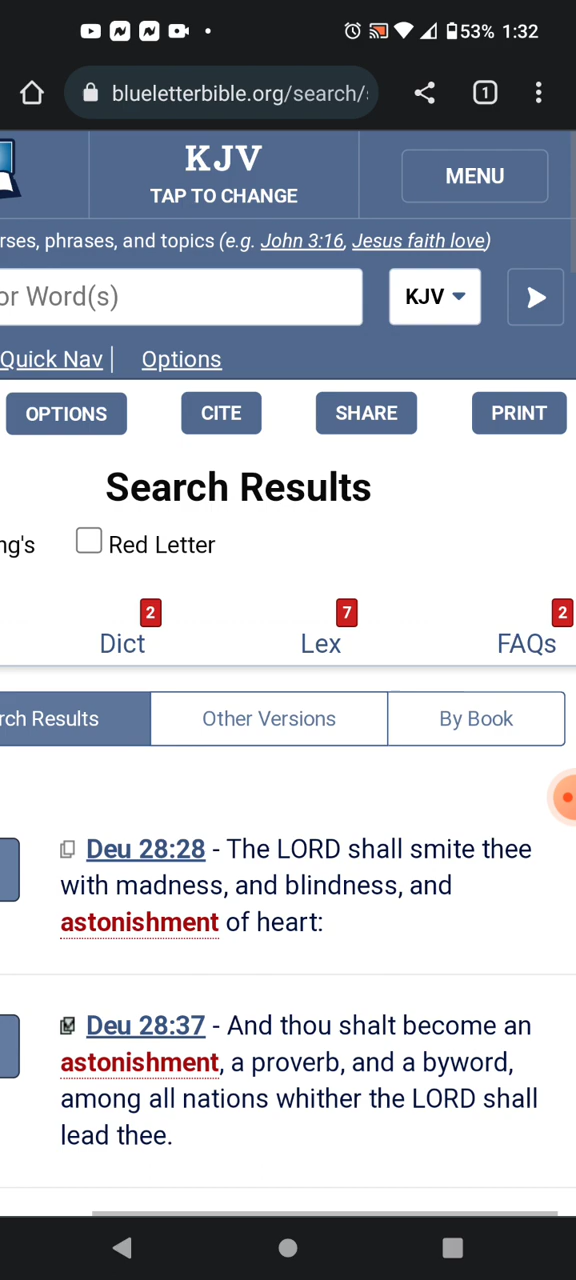 53% 1:32
blueletterbible.org/search/
1
KJV
TAP TO CHANGE
MENU
rses, phrases, and topics (e.g. John 3:16, Jesus faith love)
or Word(s)
KJV
Quick Nav | Options
OPTIONS CITE SHARE PRINT
Search Results
ng's Red Letter
2 7 2
Dict Lex FAQs
rch Results Other Versions By Book
Deu 28:28 - The LORD shall smite thee
with madness, and blindness, and
astonishment of heart:
Deu 28:37 - And thou shalt become an
astonishment, a proverb, and a byword,
among all nations whither the LORD shall
lead thee.